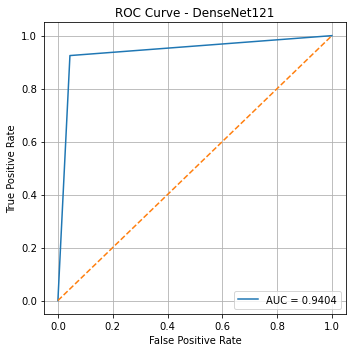 ROC Curve - DenseNet121
1.0
0.8
0.6
0.4
0.2
0.0
True Positive Rate
0.0 0.2 0.4 0.6 0.8 1.0
False Positive Rate
AUC = 0.9404